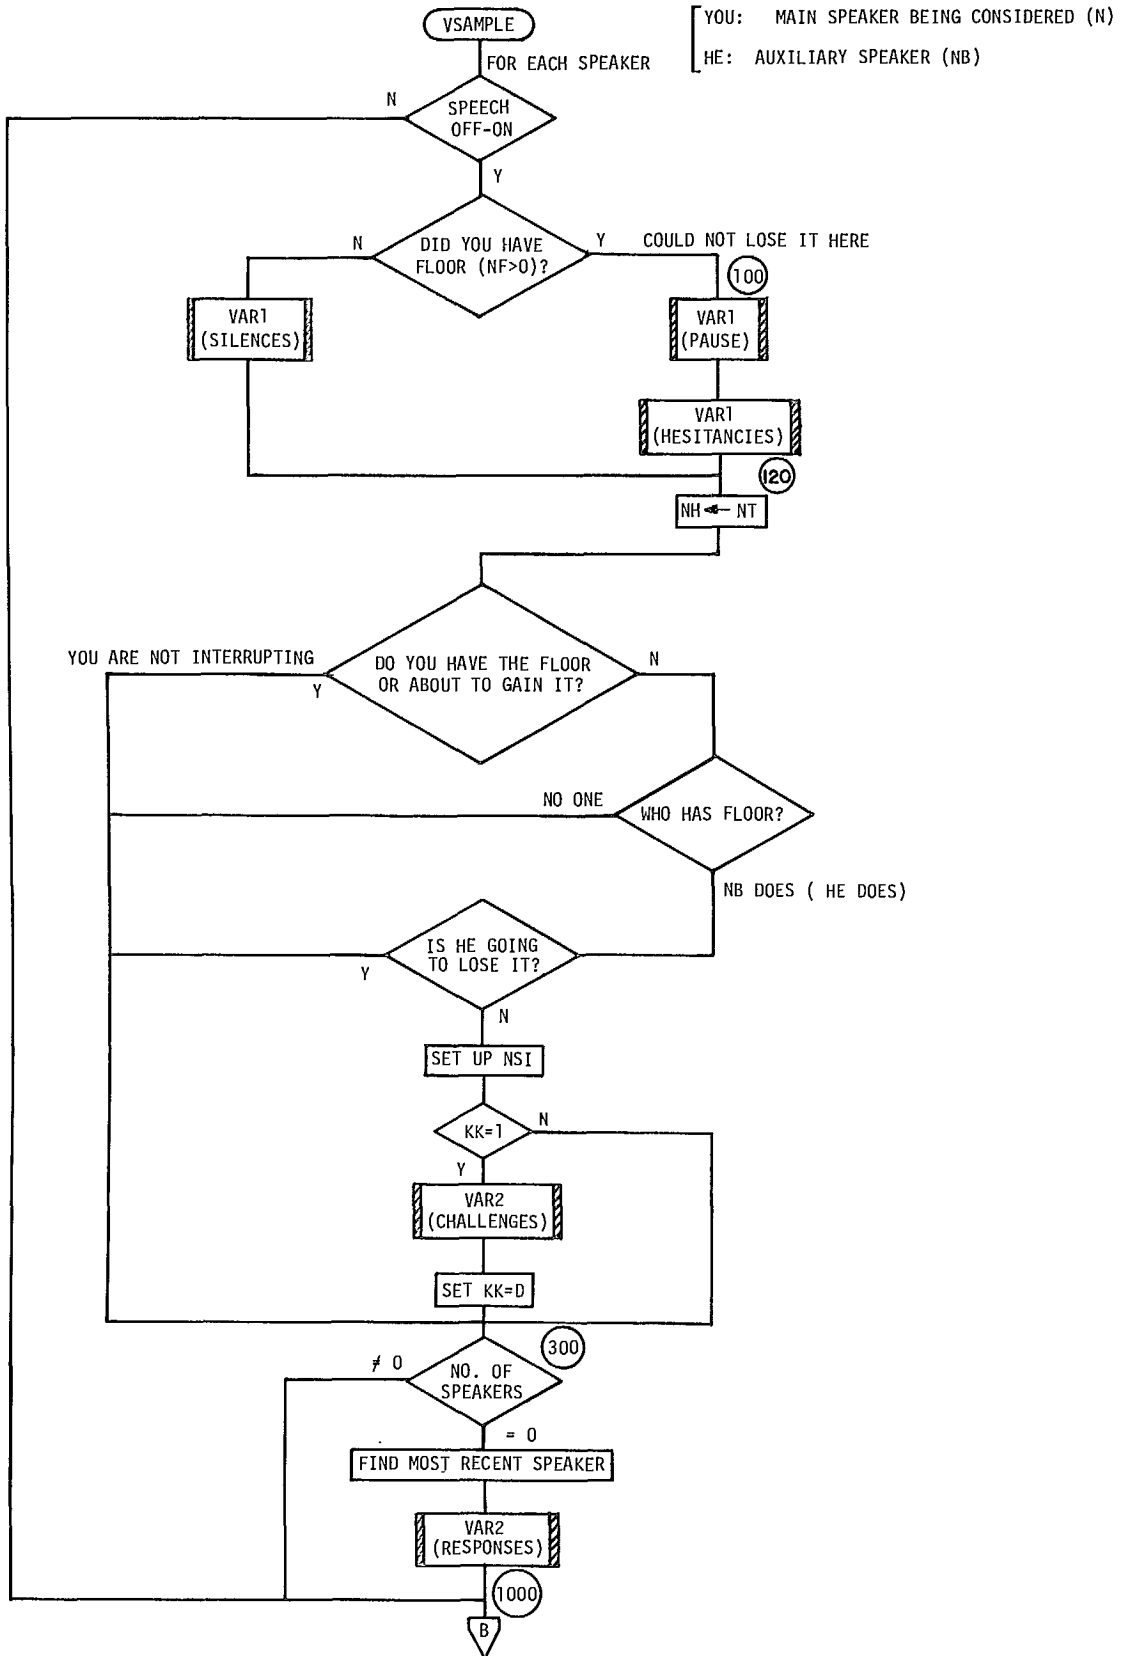 VSAMPLE
YOU: MAIN SPEAKER BEING CONSIDERED (N)
HE: AUXILIARY SPEAKER (NB)
FOR EACH SPEAKER
N
SPEECH
OFF-ON
Y
N
DID YOU HAVE
FLOOR (NF>0)?
Y
COULD NOT LOSE IT HERE
100
VAR1
(SILENCES)
VAR1
(PAUSE)
VAR1
(HESITANCIES)
120
NH ← NT
YOU ARE NOT INTERRUPTING
Y
DO YOU HAVE THE FLOOR
OR ABOUT TO GAIN IT?
N
NO ONE
WHO HAS FLOOR?
NB DOES ( HE DOES)
IS HE GOING
TO LOSE IT?
Y
N
SET UP NSI
KK=1
N
Y
VAR2
(CHALLENGES)
SET KK=D
300
≠ 0
NO. OF
SPEAKERS
= 0
FIND MOST RECENT SPEAKER
VAR2
(RESPONSES)
1000
B